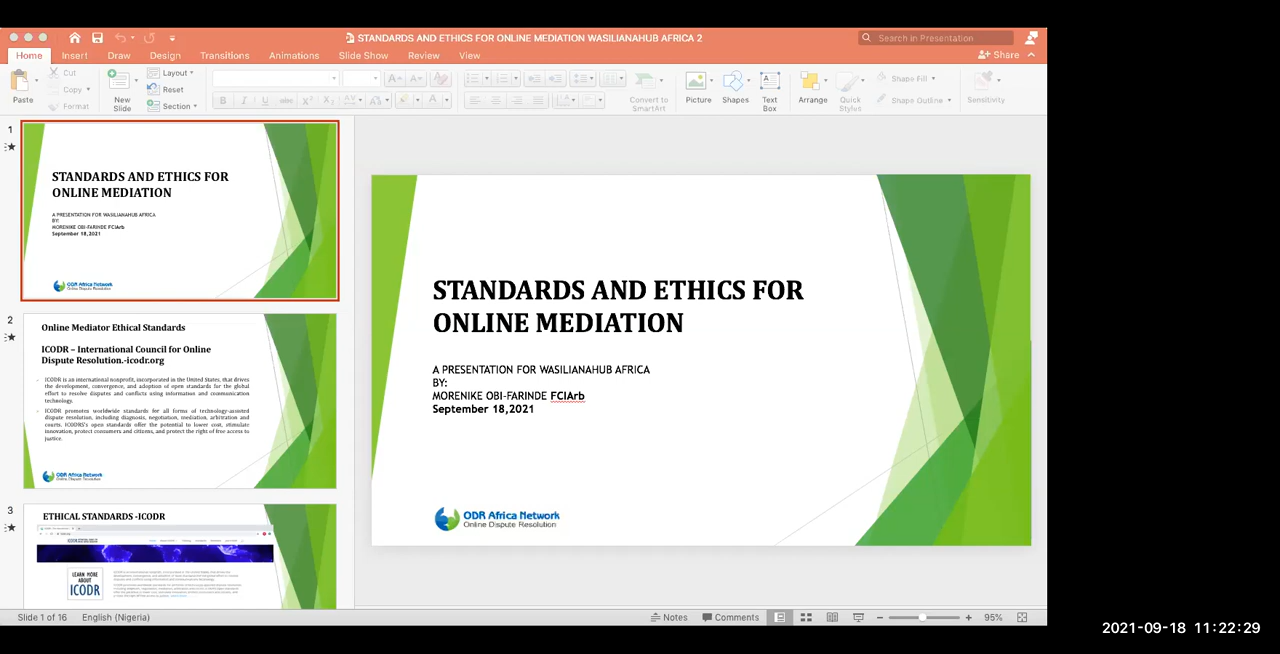 STANDARDS AND ETHICS FOR ONLINE MEDIATION WASILIANAHUB AFRICA 2
Search in Presentation
Home Insert Draw Design Transitions Animations Slide Show Review View
Share
Paste
Cut
Copy
Format
New
Slide
Layout
Reset
Section
Convert to
SmartArt
Picture
Shapes
Text
Box
Arrange
Quick
Styles
Shape Fill
Shape Outline
Sensitivity
1
STANDARDS AND ETHICS FOR
ONLINE MEDIATION
A PRESENTATION FOR WASILIANAHUB AFRICA
BY:
MORENIKE OBI-FARINDE FCIArb
September 18,2021
ODR Africa Network
Online Dispute Resolution
2
Online Mediator Ethical Standards
ICODR – International Council for Online
Dispute Resolution.-icodr.org
ICODR is an international nonprofit, incorporated in the United States, that drives
the development, convergence, and adoption of open standards for the global
effort to resolve disputes and conflicts using information and communication
technology.
ICODR promotes worldwide standards for all forms of technology-assisted
dispute resolution, including diagnosis, negotiation, mediation, arbitration and
courts. ICODRS's open standards offer the potential to lower cost, stimulate
innovation, protect consumers and citizens, and protect the right of free access to
justice.
ODR Africa Network
Online Dispute Resolution
3
ETHICAL STANDARDS -ICODR
LEARN MORE
ABOUT
ICODR
STANDARDS AND ETHICS FOR
ONLINE MEDIATION
A PRESENTATION FOR WASILIANAHUB AFRICA
BY:
MORENIKE OBI-FARINDE FCIArb
September 18,2021
ODR Africa Network
Online Dispute Resolution
Slide 1 of 16 English (Nigeria)
Notes Comments 95%
2021-09-18 11:22:29